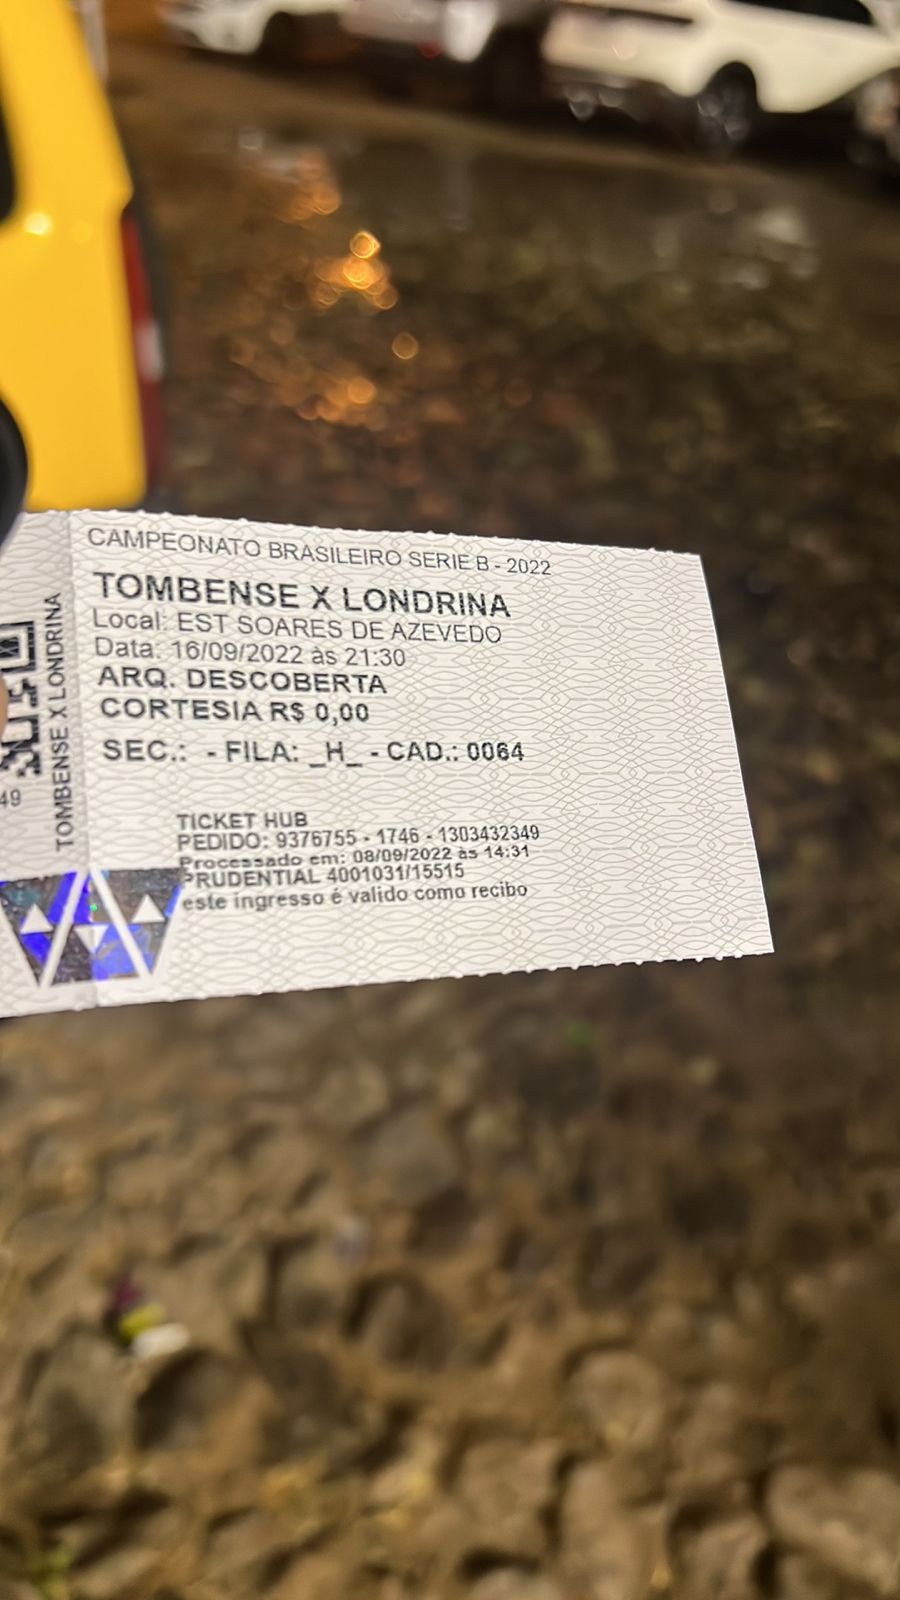 CAMPEONATO BRASILEIRO SERIE B - 2022
TOMBENSE X LONDRINA
Local: EST SOARES DE AZEVEDO
Data: 16/09/2022 às 21:30
ARQ. DESCOBERTA
CORTESIA R$ 0,00
SEC.: - FILA: _H_ - CAD.: 0064
TICKET HUB
PEDIDO: 9376755 - 1746 - 1303432349
Processado em: 08/09/2022 às 14:31
PRUDENTIAL 4001031/15515
este ingresso é valido como recibo
TOMBENSE X LONDRINA
49